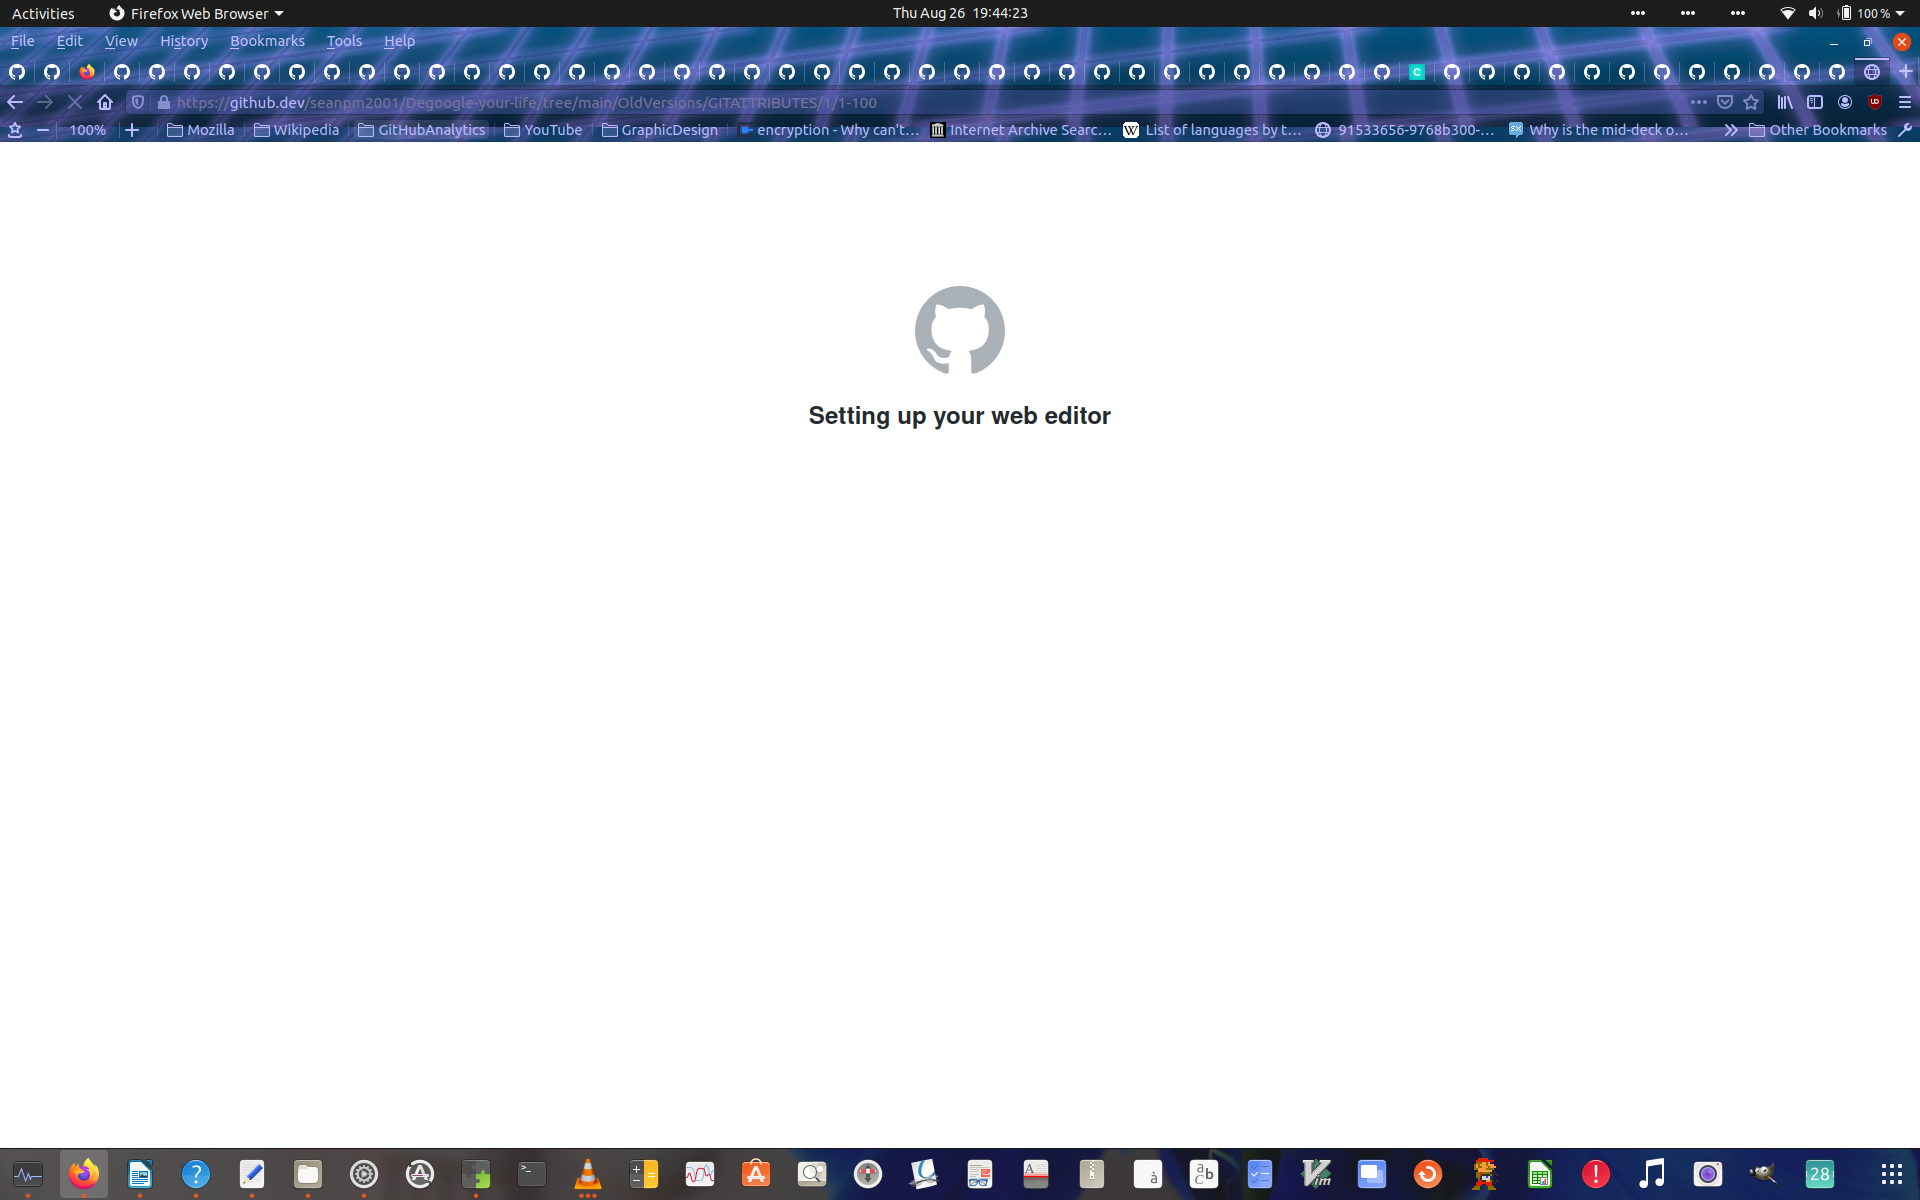 Activities Firefox Web Browser Thu Aug 26 19:44:23 100 %
File Edit View History Bookmarks Tools Help
https://github.dev/seanpm2001/Degoogle-your-life/tree/main/OldVersions/GITATTRIBUTES/1/1-100
100% Mozilla Wikipedia GitHubAnalytics YouTube GraphicDesign encryption - Why can't… Internet Archive Searc… W List of languages by t… 91533656-9768b300-… Why is the mid-deck o… Other Bookmarks
Setting up your web editor
28